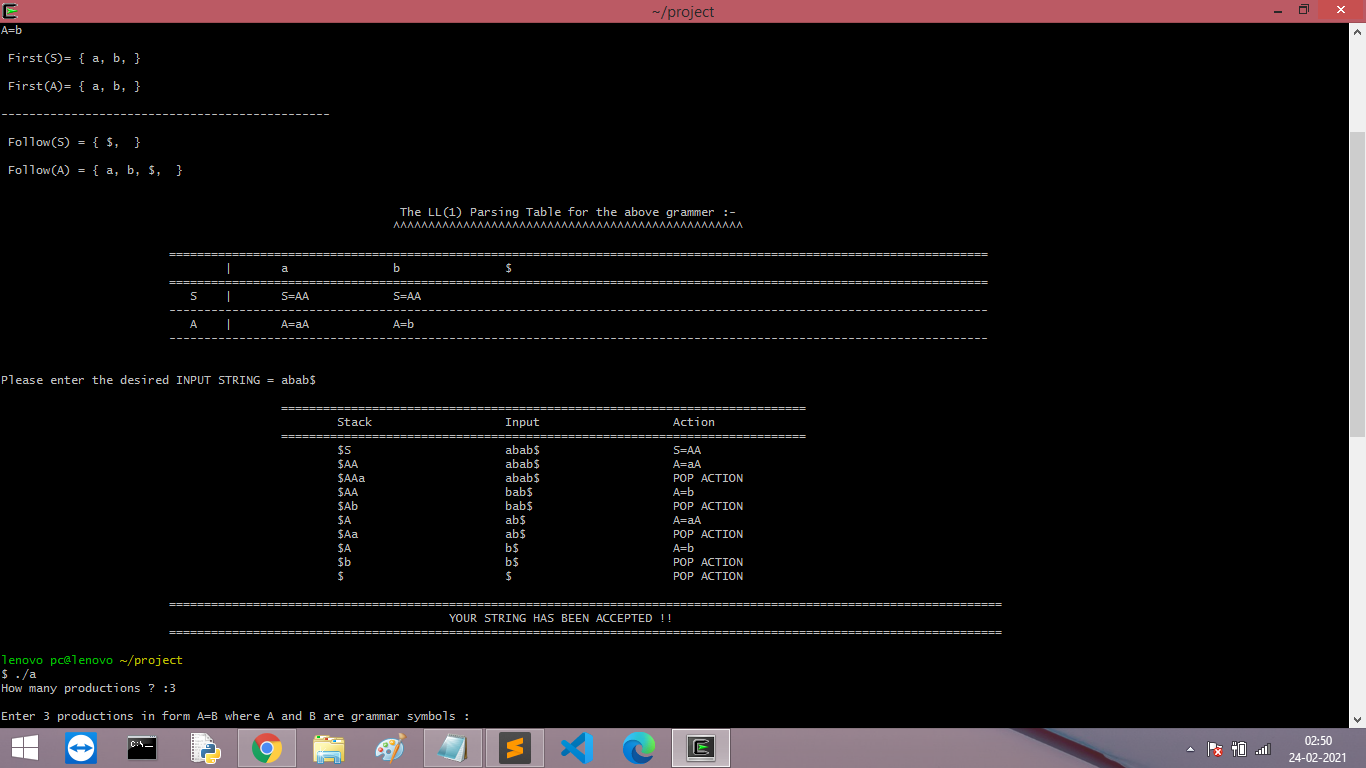 ~/project
A=b
First(S)= { a, b, }
First(A)= { a, b, }
-----------------------------------------------
Follow(S) = { $,  }
Follow(A) = { a, b, $,  }
The LL(1) Parsing Table for the above grammer :-
^^^^^^^^^^^^^^^^^^^^^^^^^^^^^^^^^^^^^^^^^^^^^^^^^^
=====================================================================================================================
| a b $
=====================================================================================================================
S | S=AA S=AA
---------------------------------------------------------------------------------------------------------------------
A | A=aA A=b
---------------------------------------------------------------------------------------------------------------------
Please enter the desired INPUT STRING = abab$
===========================================================================
Stack Input Action
===========================================================================
$S abab$ S=AA
$AA abab$ A=aA
$AAa abab$ POP ACTION
$AA bab$ A=b
$Ab bab$ POP ACTION
$A ab$ A=aA
$Aa ab$ POP ACTION
$A b$ A=b
$b b$ POP ACTION
$ $ POP ACTION
=======================================================================================================================
YOUR STRING HAS BEEN ACCEPTED !!
=======================================================================================================================
lenovo pc@lenovo ~/project
$ ./a
How many productions ? :3
Enter 3 productions in form A=B where A and B are grammar symbols :
C:\_
02:50
24-02-2021